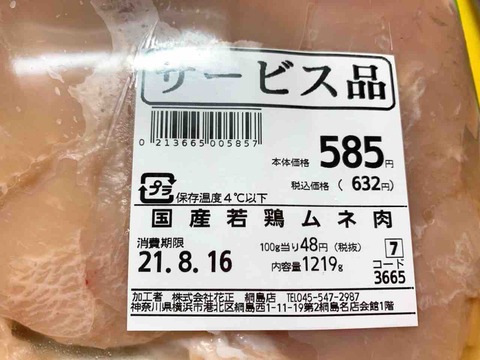 サービス品
0 213665 005857
本体価格 585円
税込価格 ( 632円)
プラ
保存温度4℃以下
国産若鶏ムネ肉
消費期限
21.8.16
100g当り48円(税抜)
内容量1219g
7
コード
3665
加工者 株式会社花正 綱島店 TEL045-547-2987
神奈川県横浜市港北区綱島西1-11-19第2綱島名店会館1階